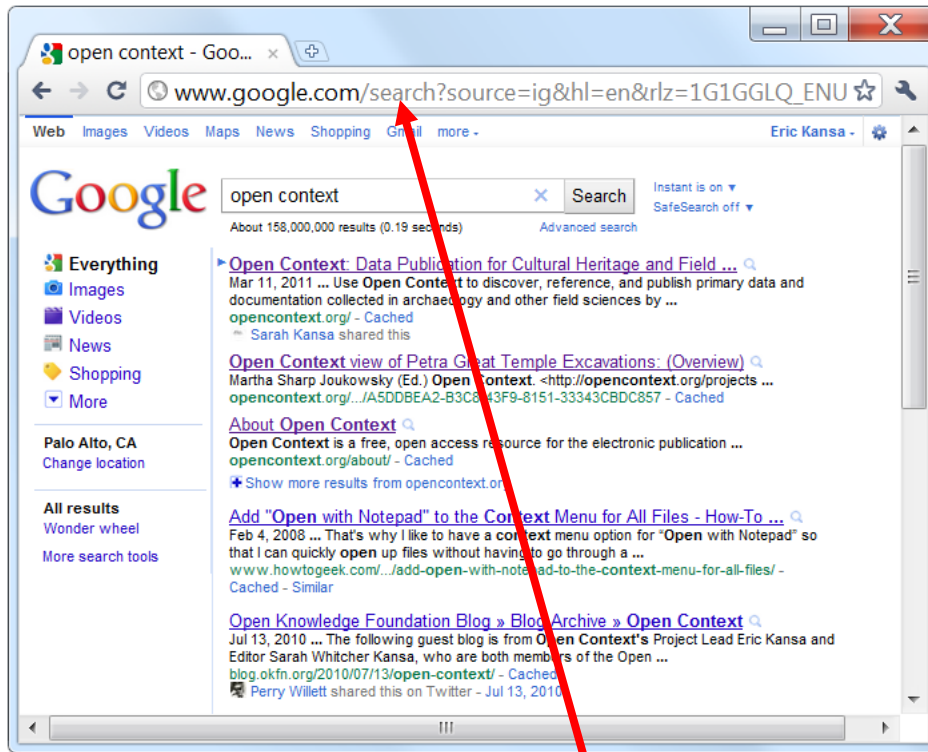 open context - Goo...
www.google.com/search?source=ig&hl=en&rlz=1G1GGLQ_ENU
Web Images Videos Maps News Shopping Gmail more Eric Kansa
Google
open context Search
Instant is on
SafeSearch off
About 158,000,000 results (0.19 seconds) Advanced search
Everything
Images
Videos
News
Shopping
More
Palo Alto, CA
Change location
All results
Wonder wheel
More search tools
Open Context: Data Publication for Cultural Heritage and Field ...
Mar 11, 2011 ... Use Open Context to discover, reference, and publish primary data and
documentation collected in archaeology and other field sciences by ...
opencontext.org/ - Cached
Sarah Kansa shared this
Open Context view of Petra Great Temple Excavations: (Overview)
Martha Sharp Joukowsky (Ed.) Open Context. <http://opencontext.org/projects ...
opencontext.org/.../A5DDBEA2-B3C8-43F9-8151-33343CBDC857 - Cached
About Open Context
Open Context is a free, open access resource for the electronic publication ...
opencontext.org/about/ - Cached
Show more results from opencontext.org
Add "Open with Notepad" to the Context Menu for All Files - How-To ...
Feb 4, 2008 ... That's why I like to have a context menu option for “Open with Notepad” so
that I can quickly open up files without having to go through a ...
www.howtogeek.com/.../add-open-with-notepad-to-the-context-menu-for-all-files/ -
Cached - Similar
Open Knowledge Foundation Blog » Blog Archive » Open Context
Jul 13, 2010 ... The following guest blog is from Open Context's Project Lead Eric Kansa and
Editor Sarah Whitcher Kansa, who are both members of the Open ...
blog.okfn.org/2010/07/13/open-context/ - Cached
Perry Willett shared this on Twitter - Jul 13, 2010